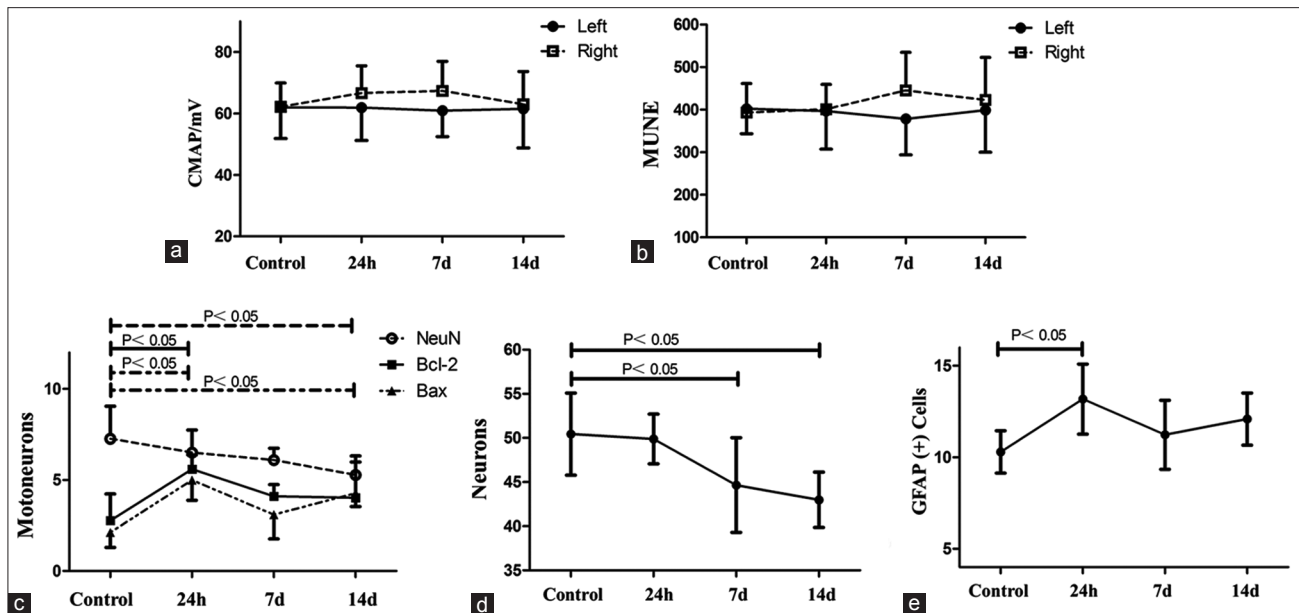 Left
Right
CMAP/mV
80
60
40
20
Control 24h 7d 14d
a
Left
Right
MUNE
600
500
400
300
200
100
Control 24h 7d 14d
b
P< 0.05
P< 0.05
P< 0.05
P< 0.05
NeuN
Bcl-2
Bax
Motoneurons
10
5
0
Control 24h 7d 14d
c
P< 0.05
P< 0.05
Neurons
60
55
50
45
40
35
Control 24h 7d 14d
d
P< 0.05
GFAP (+) Cells
15
10
5
Control 24h 7d 14d
e